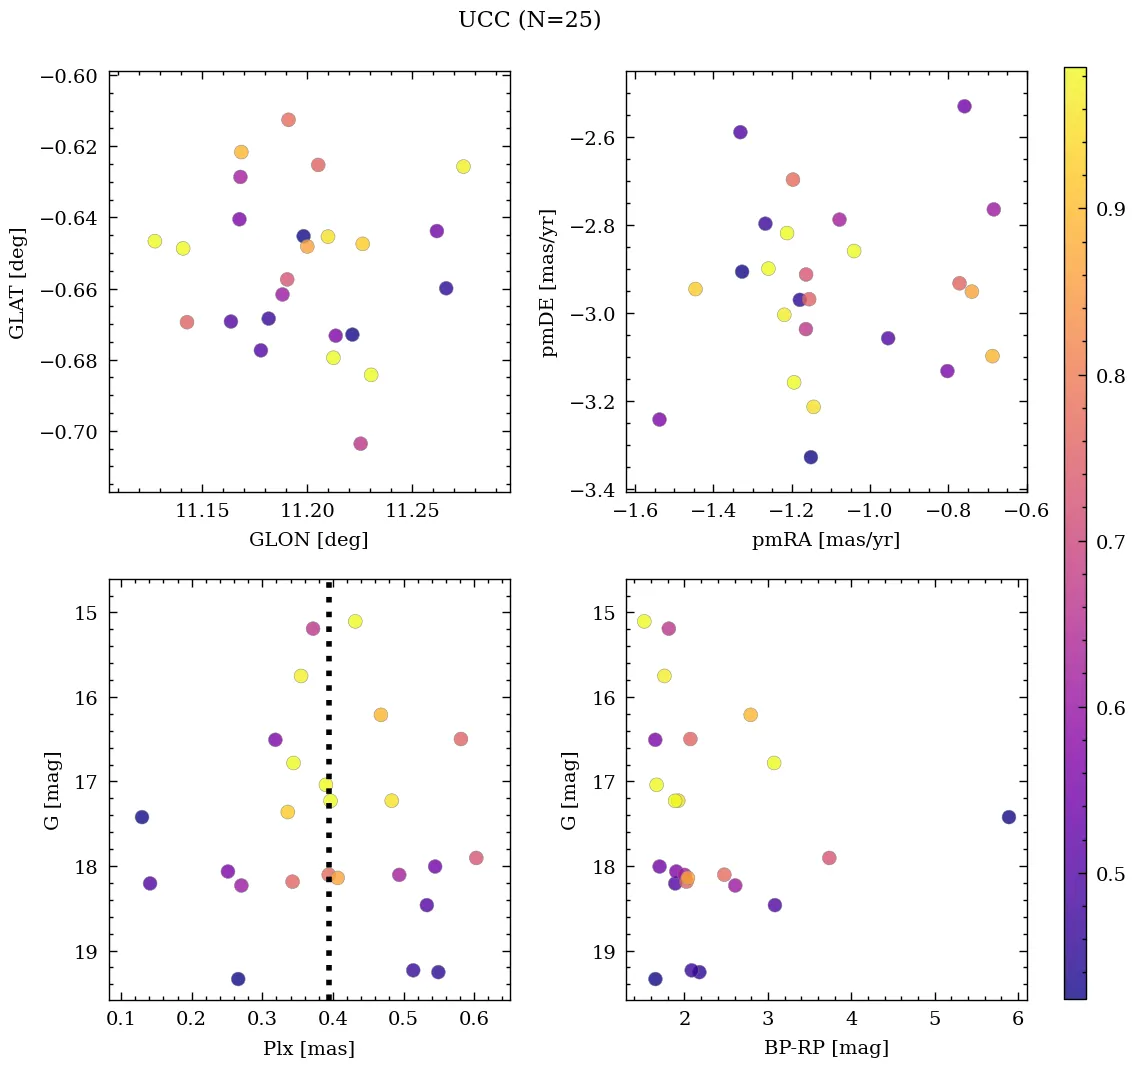 UCC (N=25)
−0.60
−0.62
−0.64
−0.66
−0.68
−0.70
GLAT [deg]
11.15 11.20 11.25
GLON [deg]
−2.6
−2.8
−3.0
−3.2
−3.4
pmDE [mas/yr]
−1.6 −1.4 −1.2 −1.0 −0.8 −0.6
pmRA [mas/yr]
15
16
17
18
19
G [mag]
0.1 0.2 0.3 0.4 0.5 0.6
Plx [mas]
15
16
17
18
19
G [mag]
2 3 4 5 6
BP-RP [mag]
0.9
0.8
0.7
0.6
0.5